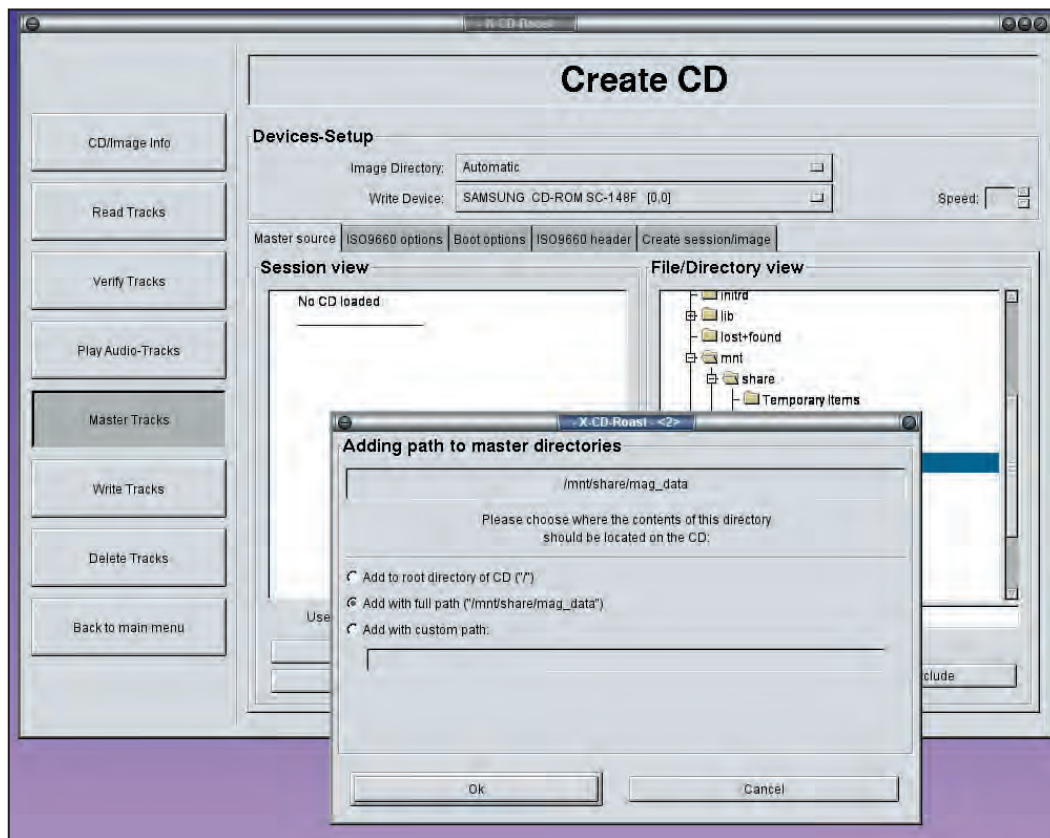 - X-CD-Roast
Create CD
CD/Image Info
Read Tracks
Verify Tracks
Play Audio-Tracks
Master Tracks
Write Tracks
Delete Tracks
Back to main menu
Devices-Setup
Image Directory: Automatic
Write Device: SAMSUNG CD-ROM SC-148F [0,0] Speed:
Master source ISO9660 options Boot options ISO9660 header Create session/image
Session view
No CD loaded
Use
File/Directory view
initrd
lib
lost+found
mnt
share
Temporary Items
clude
- X-CD-Roast - <2>
Adding path to master directories
/mnt/share/mag_data
Please choose where the contents of this directory
should be located on the CD:
Add to root directory of CD ("/")
Add with full path ("/mnt/share/mag_data")
Add with custom path:
Ok Cancel